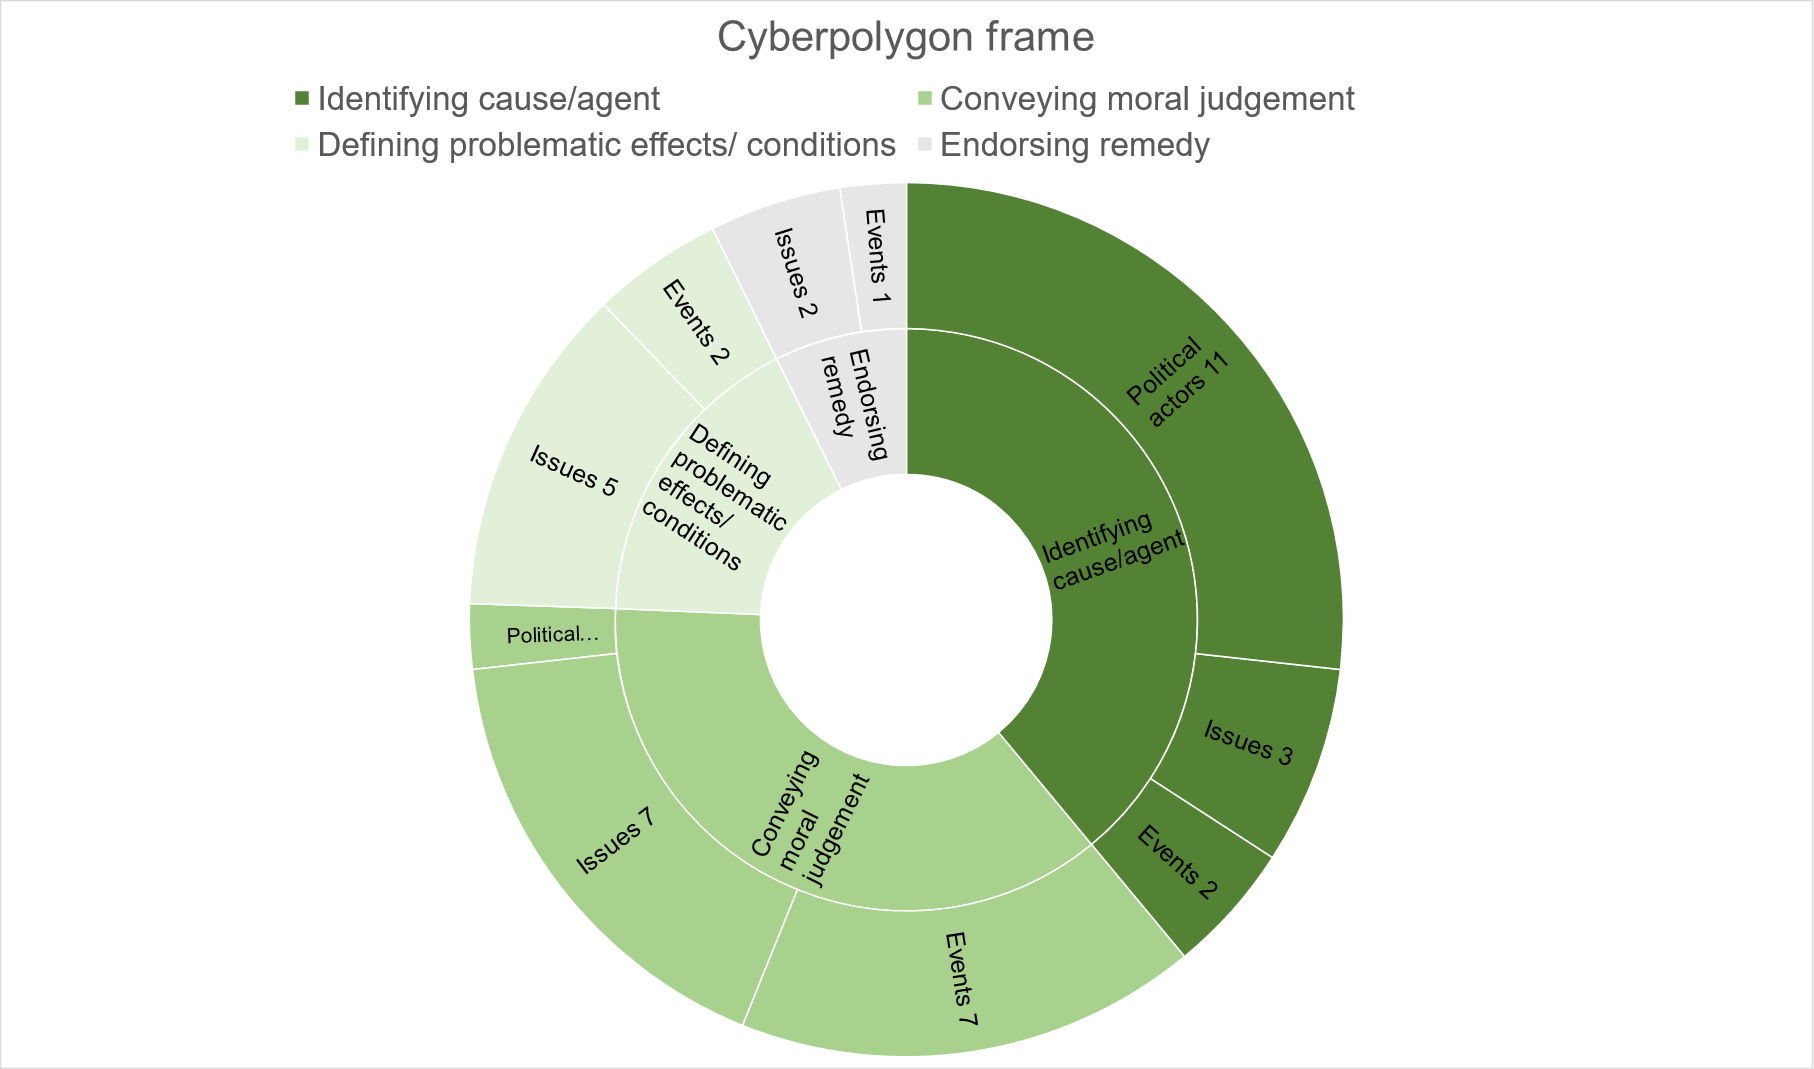 Cyberpolygon frame
Identifying cause/agent
Conveying moral judgement
Defining problematic effects/ conditions
Endorsing remedy
Political
actors 11
Issues 3
Events 2
Events 7
Issues 7
Political…
Issues 5
Events 2
Issues 2
Events 1
Identifying
cause/agent
Conveying
moral
judgement
Defining
problematic
effects/
conditions
Endorsing
remedy